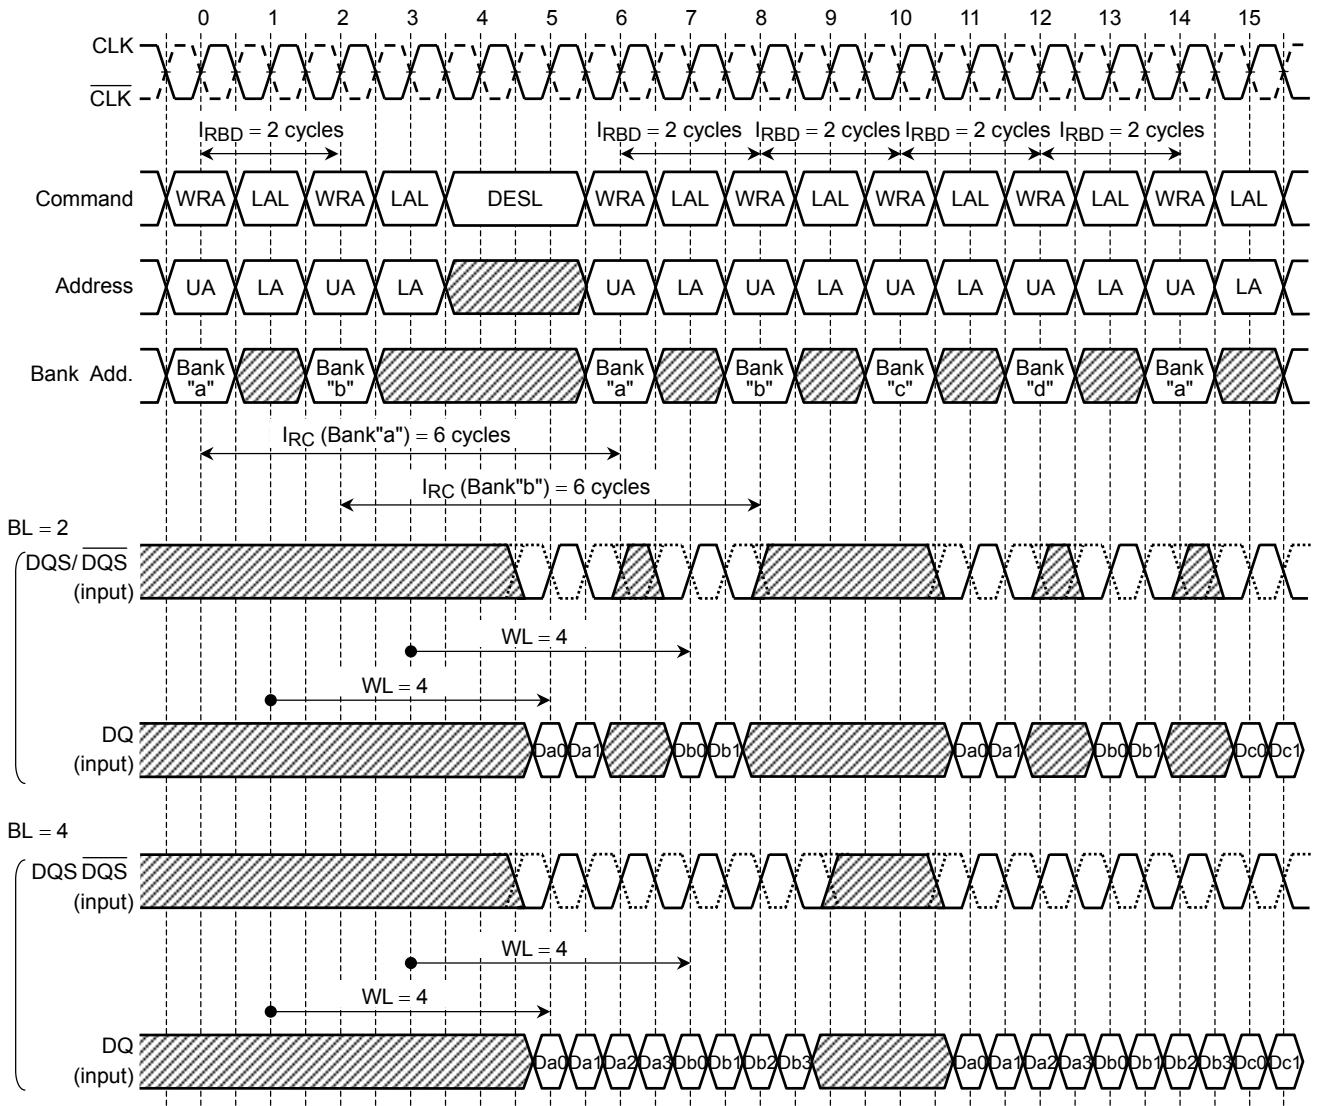 0 1 2 3 4 5 6 7 8 9 10 11 12 13 14 15
CLK
CLK
IRBD = 2 cycles IRBD = 2 cycles IRBD = 2 cycles IRBD = 2 cycles IRBD = 2 cycles
Command WRA LAL WRA LAL DESL WRA LAL WRA LAL WRA LAL WRA LAL WRA LAL
Address UA LA UA LA UA LA UA LA UA LA UA LA UA LA
Bank Add. Bank "a" Bank "b" Bank "a" Bank "b" Bank "c" Bank "d" Bank "a"
IRC (Bank"a") = 6 cycles
IRC (Bank"b") = 6 cycles
BL = 2
DQS/ DQS
(input)
WL = 4
WL = 4
DQ
(input)
Da0 Da1 Db0 Db1 Da0 Da1 Db0 Db1 Dc0 Dc1
BL = 4
DQS DQS
(input)
WL = 4
WL = 4
DQ
(input)
Da0 Da1 Da2 Da3 Db0 Db1 Db2 Db3 Da0 Da1 Da2 Da3 Db0 Db1 Db2 Db3 Dc0 Dc1